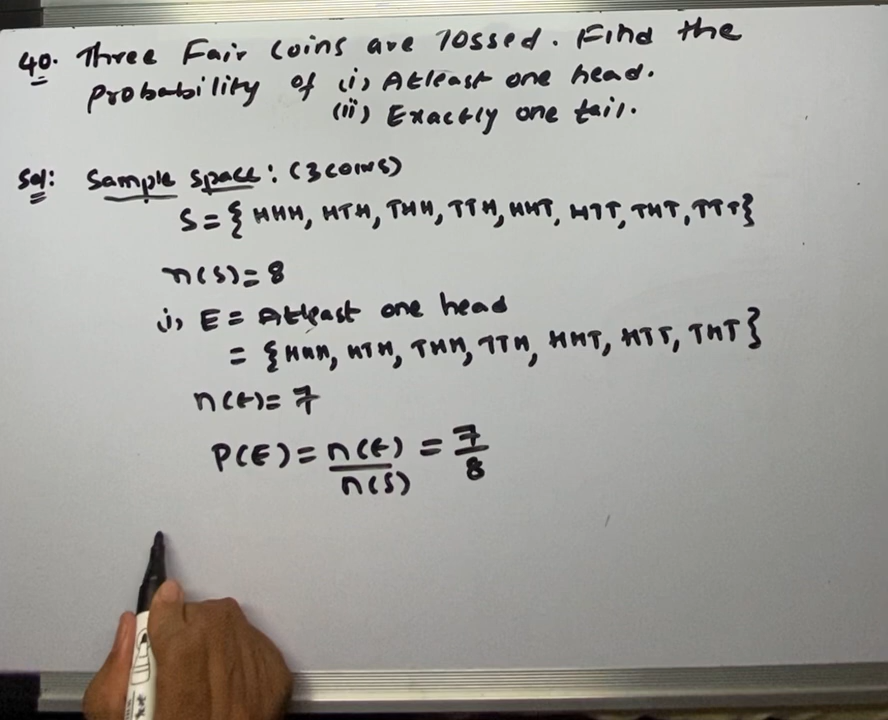 40. Three Fair Coins are Tossed. Find the
Probability of (i) Atleast one head.
(ii) Exactly one tail.
Sol: Sample space: (3 coins)
S = { HHH, HTH, THH, TTH, HHT, HTT, THT, TTT}
n(S) = 8
i) E = Atleast one head
= {HHH, HTH, THH, TTH, HHT, HTT, THT}
n(E) = 7
P(E) = n(E)/n(S) = 7/8